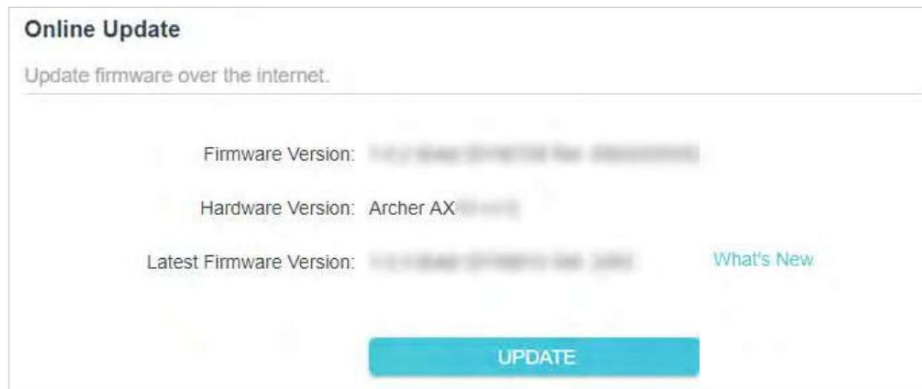 Online Update
Update firmware over the internet.
Firmware Version:
Hardware Version: Archer AX
Latest Firmware Version: What's New
UPDATE